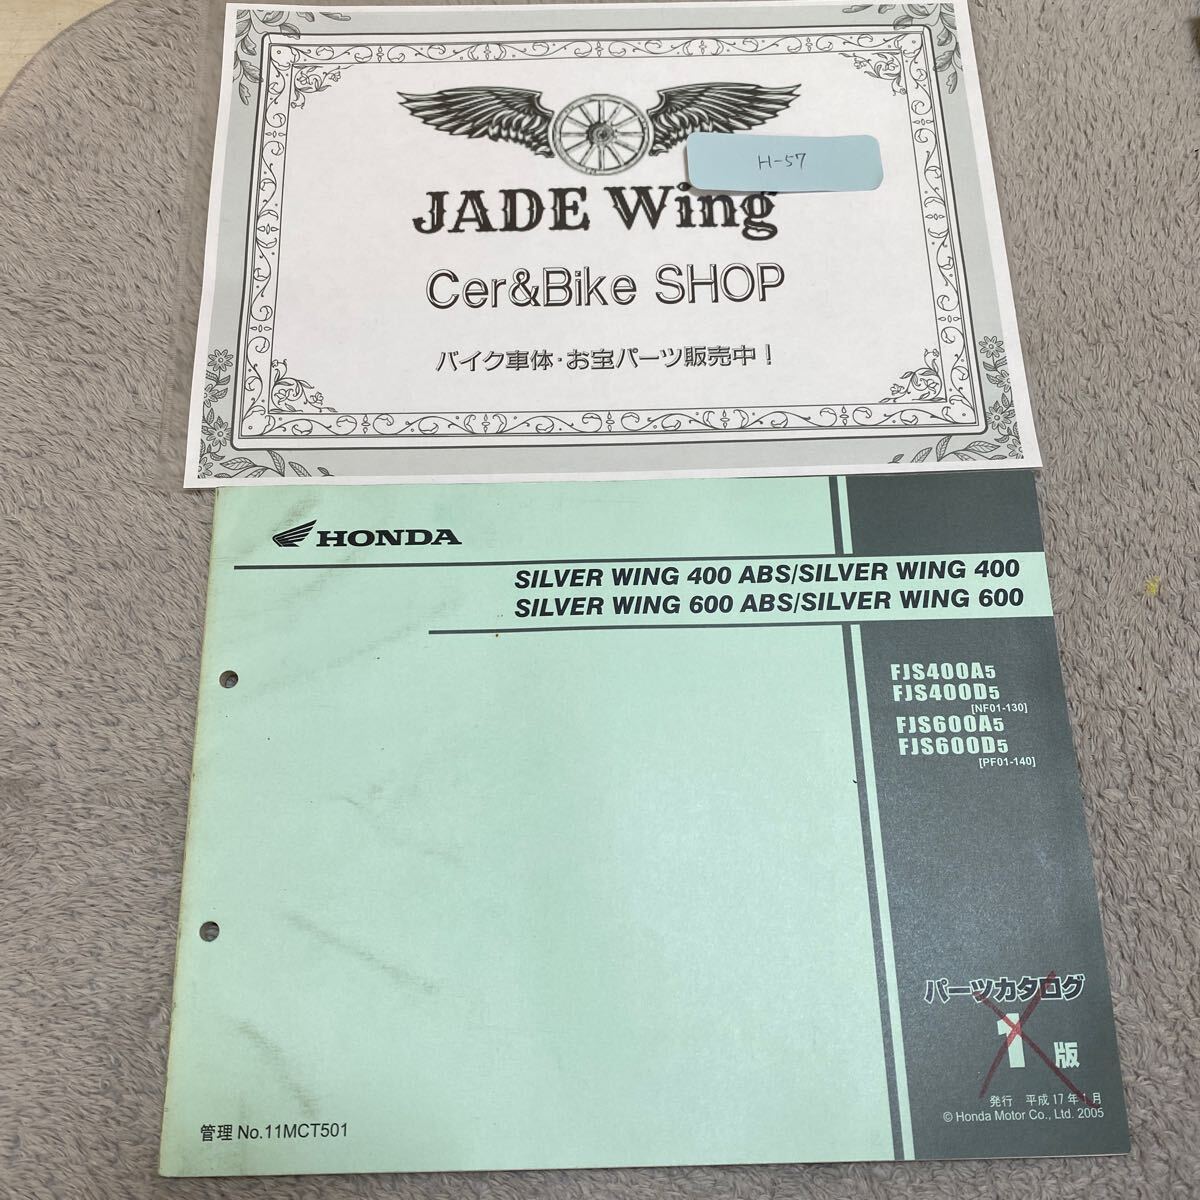 H-57
JADE Wing
Cer&Bike SHOP
バイク車体・お宝パーツ販売中！
HONDA
SILVER WING 400 ABS/SILVER WING 400
SILVER WING 600 ABS/SILVER WING 600
FJS400A5
FJS400D5
[NF01-130]
FJS600A5
FJS600D5
[PF01-140]
パーツカタログ
1版
発行 平成17年1月
© Honda Motor Co., Ltd. 2005
管理 No.11MCT501